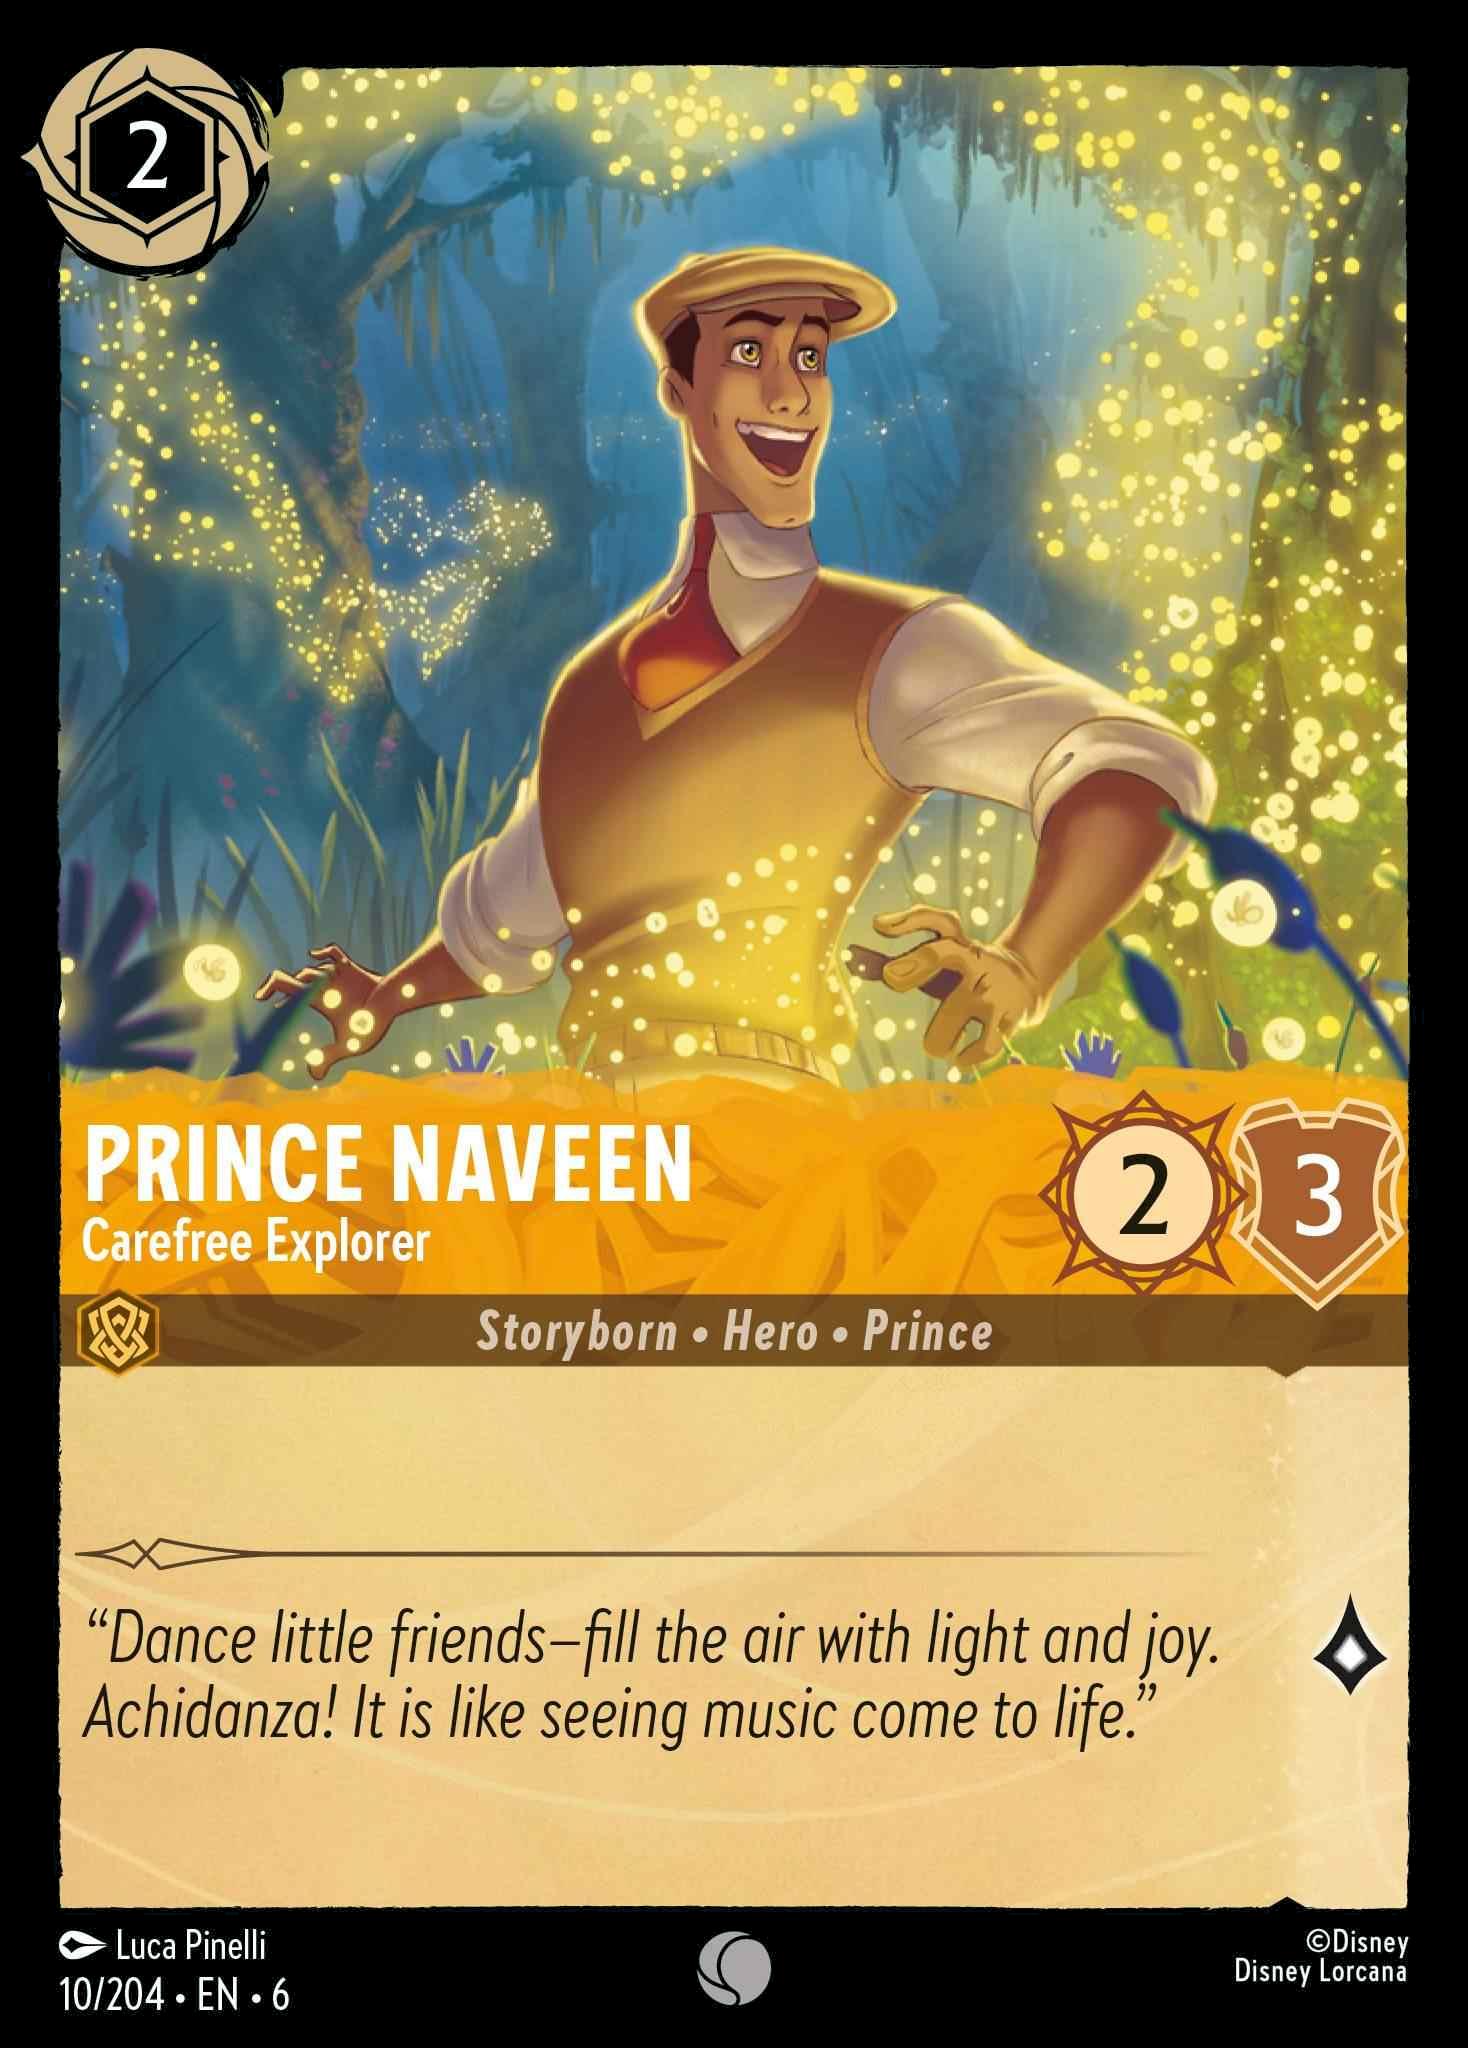 2
PRINCE NAVEEN
Carefree Explorer
2
3
Storyborn • Hero • Prince
“Dance little friends—fill the air with light and joy.
Achidanza! It is like seeing music come to life.”
Luca Pinelli
10/204 • EN • 6
©Disney
Disney Lorcana